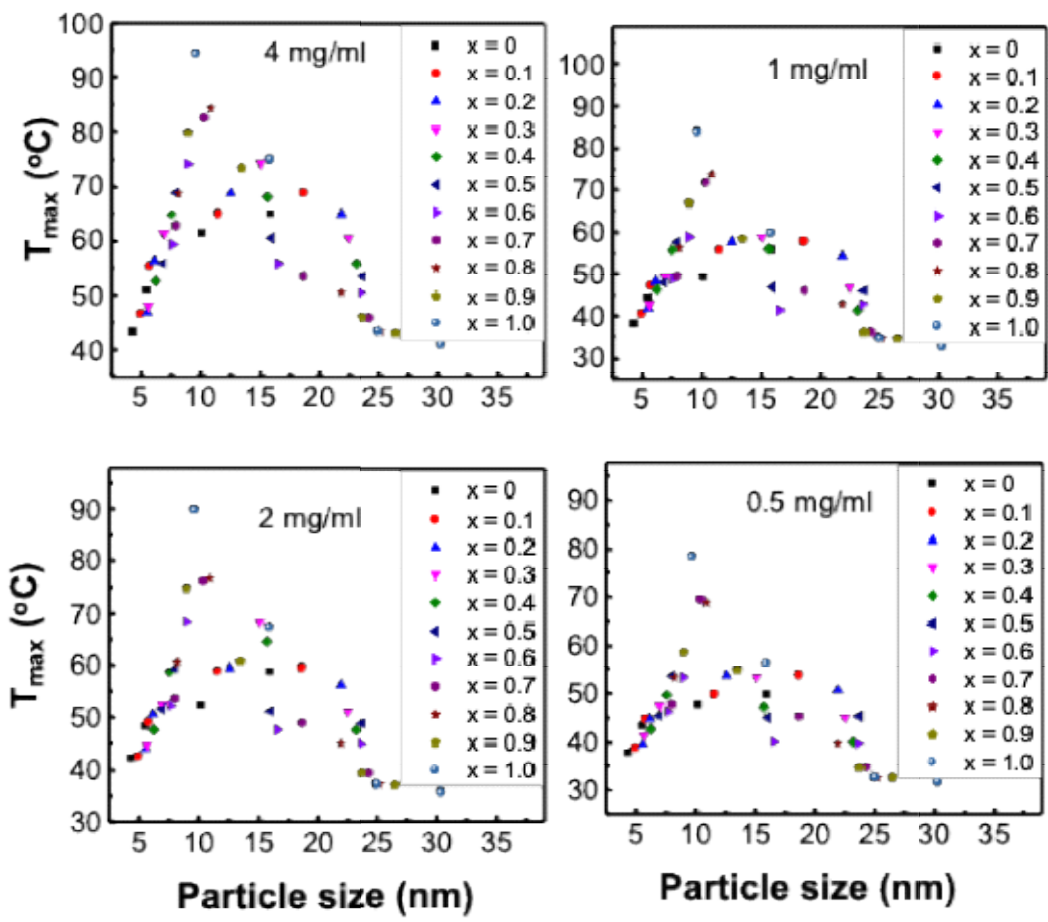 4 mg/ml
100
90
80
70
60
50
40
5 10 15 20 25 30 35
T_max (°C)
x = 0
x = 0.1
x = 0.2
x = 0.3
x = 0.4
x = 0.5
x = 0.6
x = 0.7
x = 0.8
x = 0.9
x = 1.0
1 mg/ml
100
90
80
70
60
50
40
30
5 10 15 20 25 30 35
x = 0
x = 0.1
x = 0.2
x = 0.3
x = 0.4
x = 0.5
x = 0.6
x = 0.7
x = 0.8
x = 0.9
x = 1.0
2 mg/ml
90
80
70
60
50
40
30
5 10 15 20 25 30 35
T_max (°C)
Particle size (nm)
x = 0
x = 0.1
x = 0.2
x = 0.3
x = 0.4
x = 0.5
x = 0.6
x = 0.7
x = 0.8
x = 0.9
x = 1.0
0.5 mg/ml
90
80
70
60
50
40
30
5 10 15 20 25 30 35
Particle size (nm)
x = 0
x = 0.1
x = 0.2
x = 0.3
x = 0.4
x = 0.5
x = 0.6
x = 0.7
x = 0.8
x = 0.9
x = 1.0